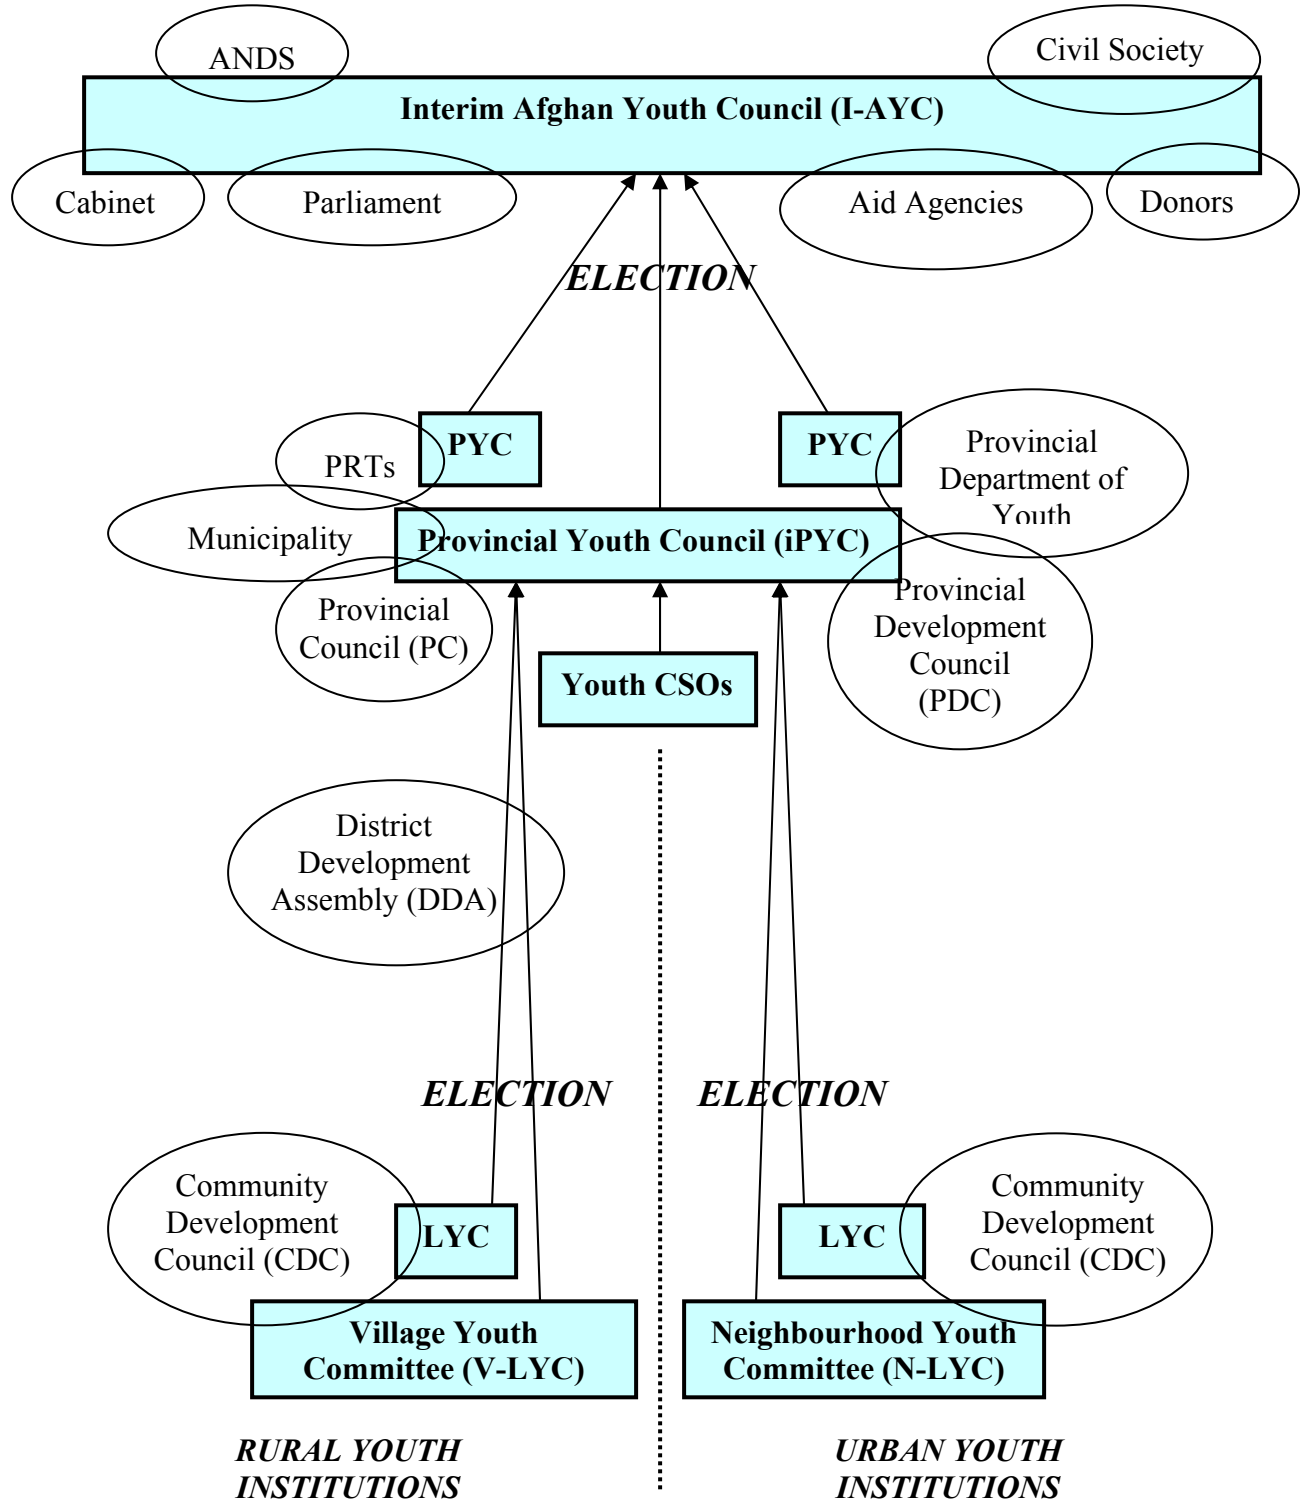 ANDS
Civil Society
Interim Afghan Youth Council (I-AYC)
Cabinet
Parliament
Aid Agencies
Donors
ELECTION
PYC
PYC
PRTs
Provincial
Department of
Youth
Municipality
Provincial Youth Council (iPYC)
Provincial
Council (PC)
Provincial
Development
Council
(PDC)
Youth CSOs
District
Development
Assembly (DDA)
ELECTION
ELECTION
Community
Development
Council (CDC)
LYC
LYC
Community
Development
Council (CDC)
Village Youth
Committee (V-LYC)
Neighbourhood Youth
Committee (N-LYC)
RURAL YOUTH
INSTITUTIONS
URBAN YOUTH
INSTITUTIONS